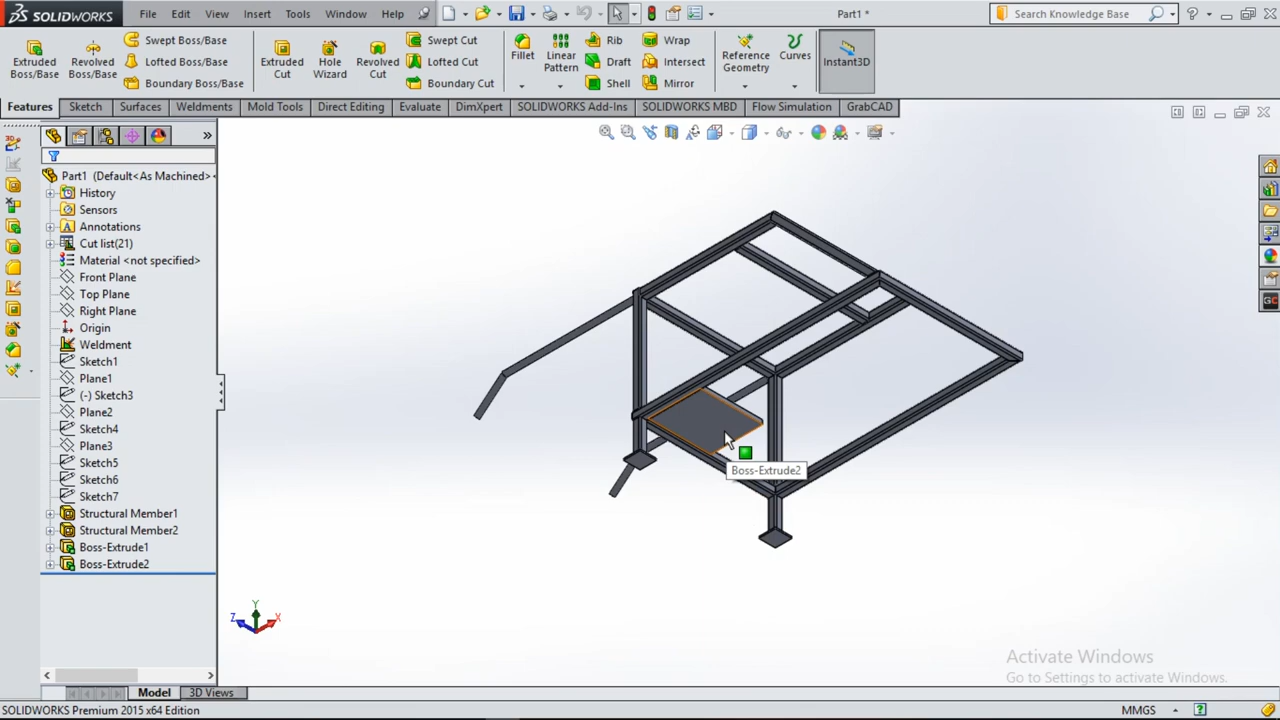 SOLIDWORKS File Edit View Insert Tools Window Help Part1 * Search Knowledge Base
Extruded Boss/Base Revolved Boss/Base Swept Boss/Base Lofted Boss/Base Boundary Boss/Base Extruded Cut Hole Wizard Revolved Cut Swept Cut Lofted Cut Boundary Cut Fillet Linear Pattern Rib Draft Shell Wrap Intersect Mirror Reference Geometry Curves Instant3D
Features Sketch Surfaces Weldments Mold Tools Direct Editing Evaluate DimXpert SOLIDWORKS Add-Ins SOLIDWORKS MBD Flow Simulation GrabCAD
Part1 (Default<As Machined>
History
Sensors
Annotations
Cut list(21)
Material <not specified>
Front Plane
Top Plane
Right Plane
Origin
Weldment
Sketch1
Plane1
(-) Sketch3
Plane2
Sketch4
Plane3
Sketch5
Sketch6
Sketch7
Structural Member1
Structural Member2
Boss-Extrude1
Boss-Extrude2
Boss-Extrude2
Y
Z X
Activate Windows
Go to Settings to activate Windows.
Model 3D Views
SOLIDWORKS Premium 2015 x64 Edition MMGS